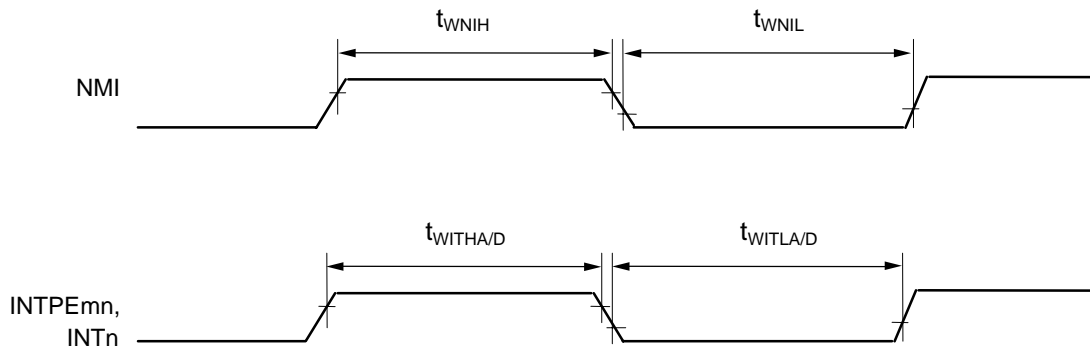 tWNIH
tWNIL
NMI
tWITHA/D
tWITLA/D
INTPEmn,
INTn